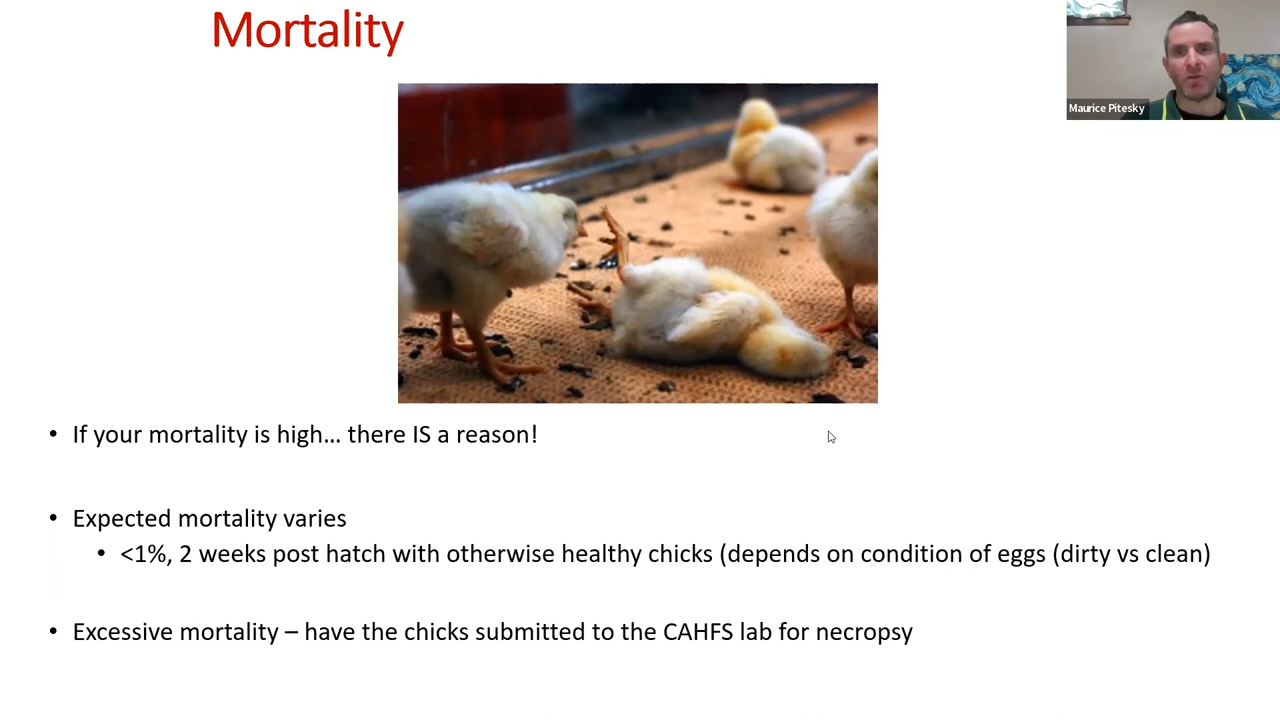 Mortality
Maurice Pitesky
• If your mortality is high... there IS a reason!
• Expected mortality varies
• <1%, 2 weeks post hatch with otherwise healthy chicks (depends on condition of eggs (dirty vs clean)
• Excessive mortality – have the chicks submitted to the CAHFS lab for necropsy